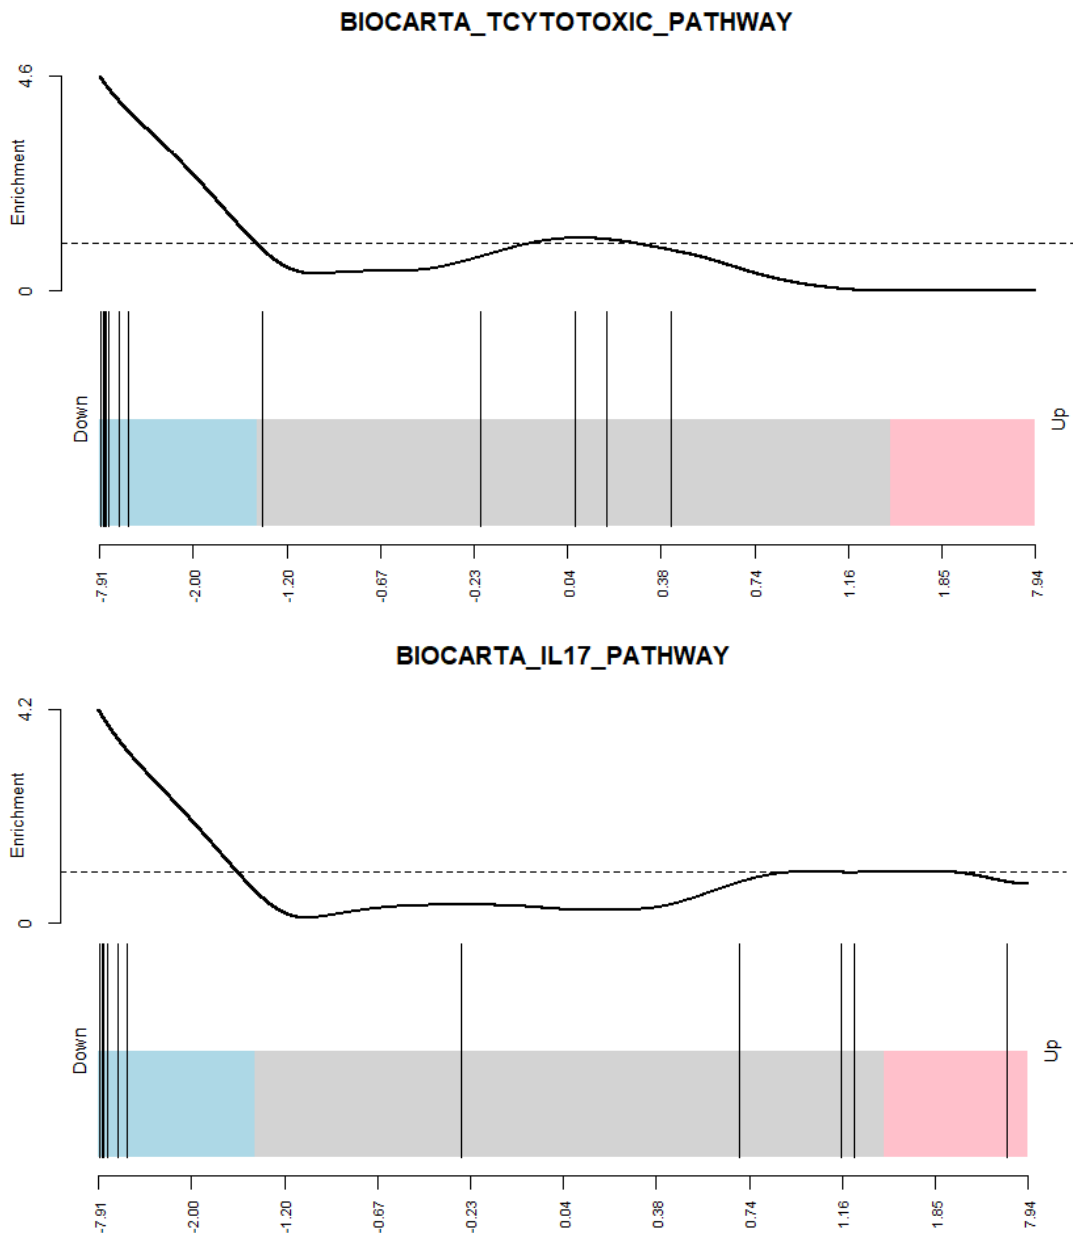 BIOCARTA_TCYTOTOXIC_PATHWAY
4.6
Enrichment
0
Down
Up
-7.91 -2.00 -1.20 -0.67 -0.23 0.04 0.38 0.74 1.16 1.85 7.94
BIOCARTA_IL17_PATHWAY
4.2
Enrichment
0
Down
Up
-7.91 -2.00 -1.20 -0.67 -0.23 0.04 0.38 0.74 1.16 1.85 7.94